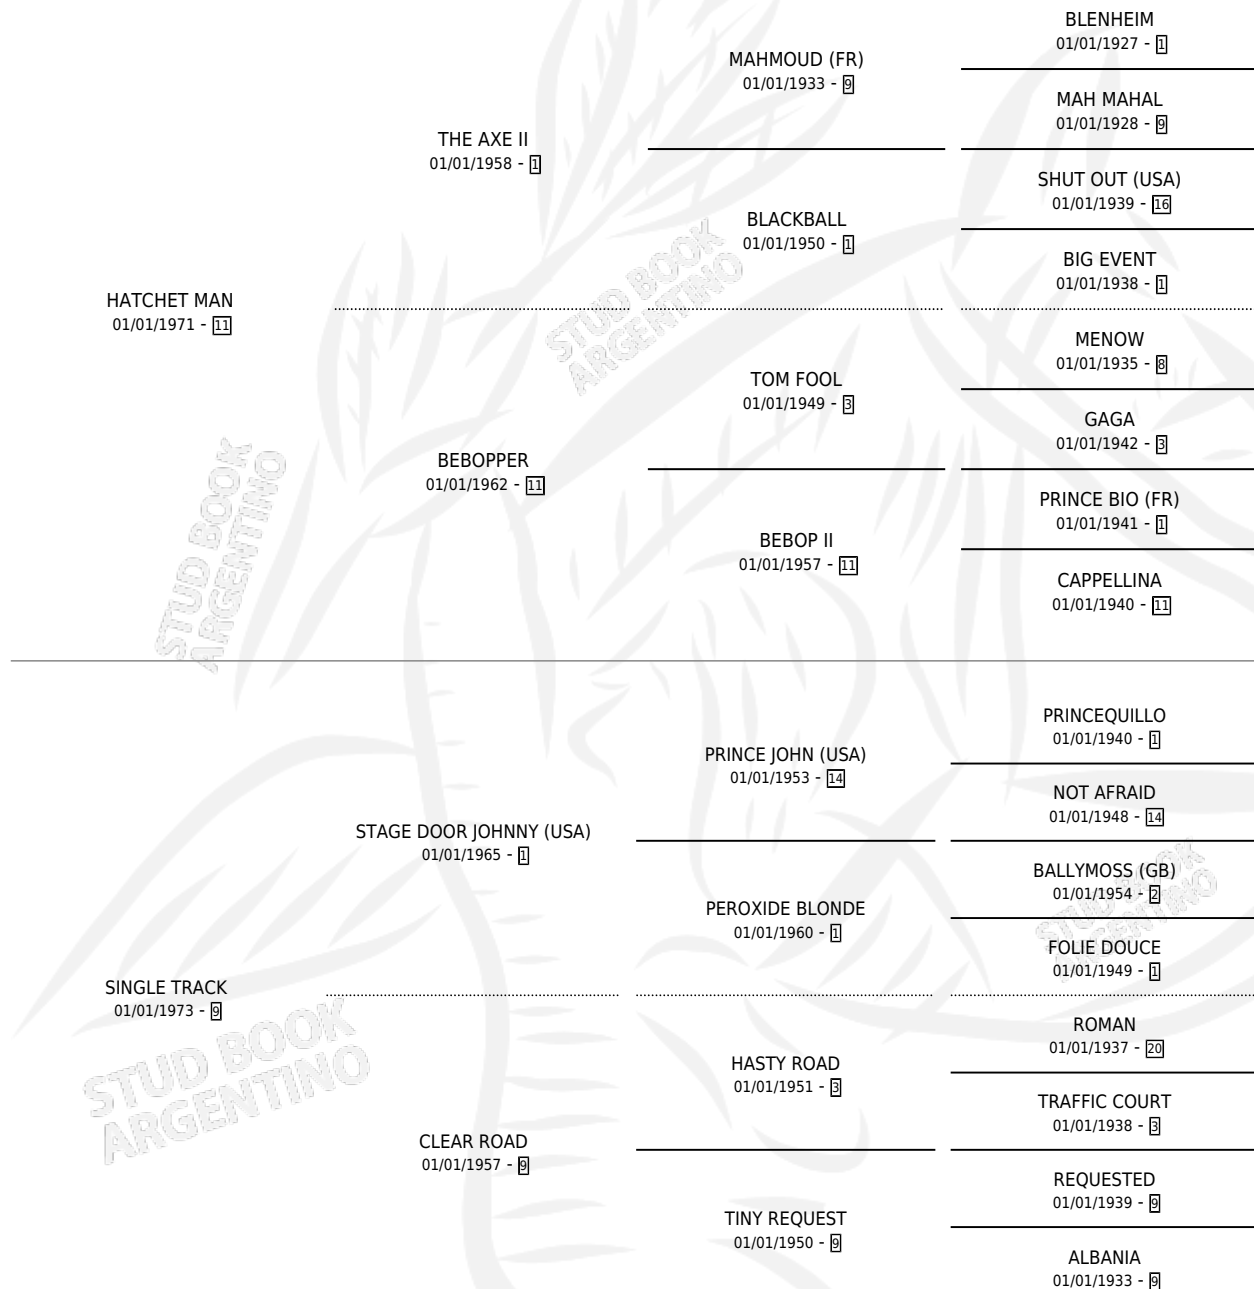 BLENHEIM
01/01/1927 - 1
MAHMOUD (FR)
01/01/1933 - 9
MAH MAHAL
01/01/1928 - 9
THE AXE II
01/01/1958 - 1
SHUT OUT (USA)
01/01/1939 - 16
BLACKBALL
01/01/1950 - 1
BIG EVENT
01/01/1938 - 1
HATCHET MAN
01/01/1971 - 11
STUD BOOK
ARGENTINO
MENOW
01/01/1935 - 8
TOM FOOL
01/01/1949 - 3
GAGA
01/01/1942 - 3
BEBOPPER
01/01/1962 - 11
PRINCE BIO (FR)
01/01/1941 - 1
BEBOP II
01/01/1957 - 11
CAPPELLINA
01/01/1940 - 11
STUD BOOK
ARGENTINO
PRINCEQUILLO
01/01/1940 - 1
PRINCE JOHN (USA)
01/01/1953 - 14
NOT AFRAID
01/01/1948 - 14
STAGE DOOR JOHNNY (USA)
01/01/1965 - 1
BALLYMOSS (GB)
01/01/1954 - 2
PEROXIDE BLONDE
01/01/1960 - 1
STUD BOOK
ARGENTINO
FOLIE DOUCE
01/01/1949 - 1
SINGLE TRACK
01/01/1973 - 9
ROMAN
01/01/1937 - 20
HASTY ROAD
01/01/1951 - 3
STUD BOOK
ARGENTINO
TRAFFIC COURT
01/01/1938 - 3
CLEAR ROAD
01/01/1957 - 9
REQUESTED
01/01/1939 - 9
TINY REQUEST
01/01/1950 - 9
ALBANIA
01/01/1933 - 9